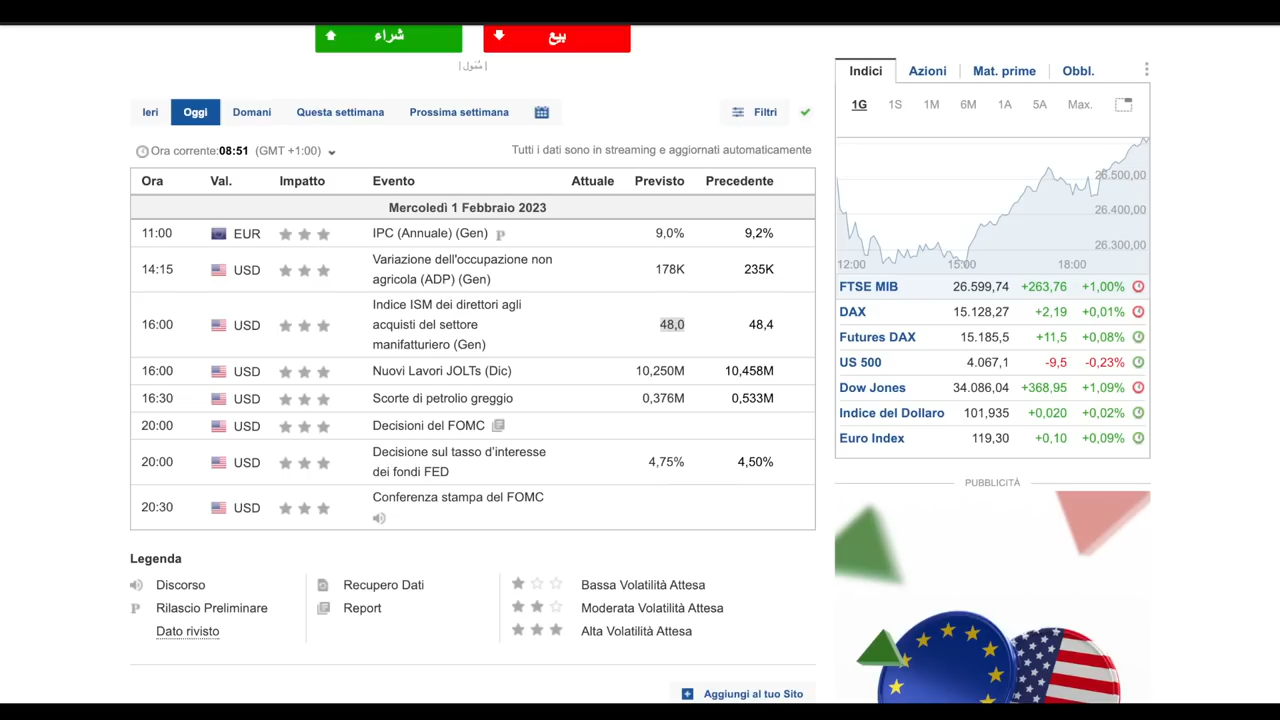 شراء
بيع
| مُمَّول |
Ieri Oggi Domani Questa settimana Prossima settimana Filtri
Ora corrente:08:51 (GMT +1:00) Tutti i dati sono in streaming e aggiornati automaticamente
Ora Val. Impatto Evento Attuale Previsto Precedente
Mercoledì 1 Febbraio 2023
11:00 EUR IPC (Annuale) (Gen) P 9,0% 9,2%
14:15 USD Variazione dell'occupazione non
agricola (ADP) (Gen) 178K 235K
16:00 USD Indice ISM dei direttori agli
acquisti del settore
manifatturiero (Gen) 48,0 48,4
16:00 USD Nuovi Lavori JOLTs (Dic) 10,250M 10,458M
16:30 USD Scorte di petrolio greggio 0,376M 0,533M
20:00 USD Decisioni del FOMC
20:00 USD Decisione sul tasso d'interesse
dei fondi FED 4,75% 4,50%
20:30 USD Conferenza stampa del FOMC
Legenda
Discorso Recupero Dati Bassa Volatilità Attesa
P Rilascio Preliminare Report Moderata Volatilità Attesa
Dato rivisto Alta Volatilità Attesa
Aggiungi al tuo Sito
Indici Azioni Mat. prime Obbl.
1G 1S 1M 6M 1A 5A Max.
26.500,00
26.400,00
26.300,00
12:00 15:00 18:00
FTSE MIB 26.599,74 +263,76 +1,00%
DAX 15.128,27 +2,19 +0,01%
Futures DAX 15.185,5 +11,5 +0,08%
US 500 4.067,1 -9,5 -0,23%
Dow Jones 34.086,04 +368,95 +1,09%
Indice del Dollaro 101,935 +0,020 +0,02%
Euro Index 119,30 +0,10 +0,09%
PUBBLICITÀ